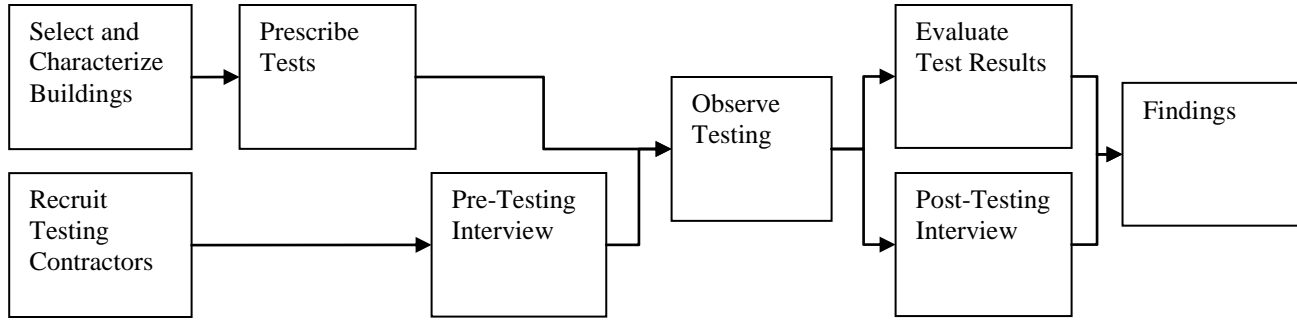 Select and
Characterize
Buildings
Prescribe
Tests
Recruit
Testing
Contractors
Pre-Testing
Interview
Observe
Testing
Evaluate
Test Results
Post-Testing
Interview
Findings